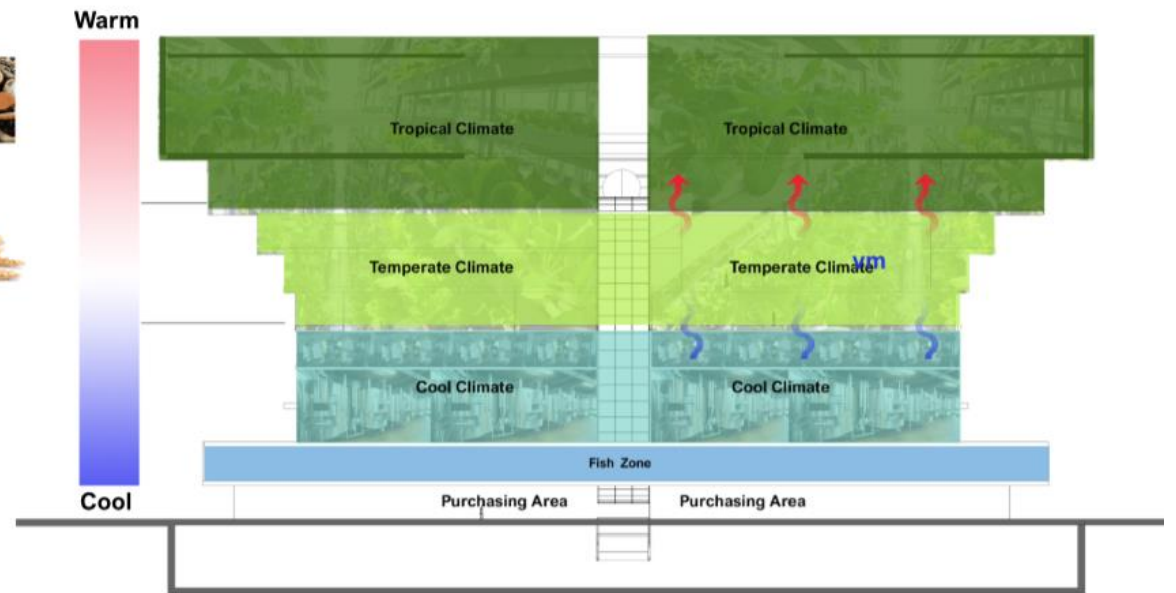 Warm
Tropical Climate
Tropical Climate
Temperate Climate
Temperate Climate
vm
Cool Climate
Cool Climate
Fish Zone
Cool
Purchasing Area
Purchasing Area